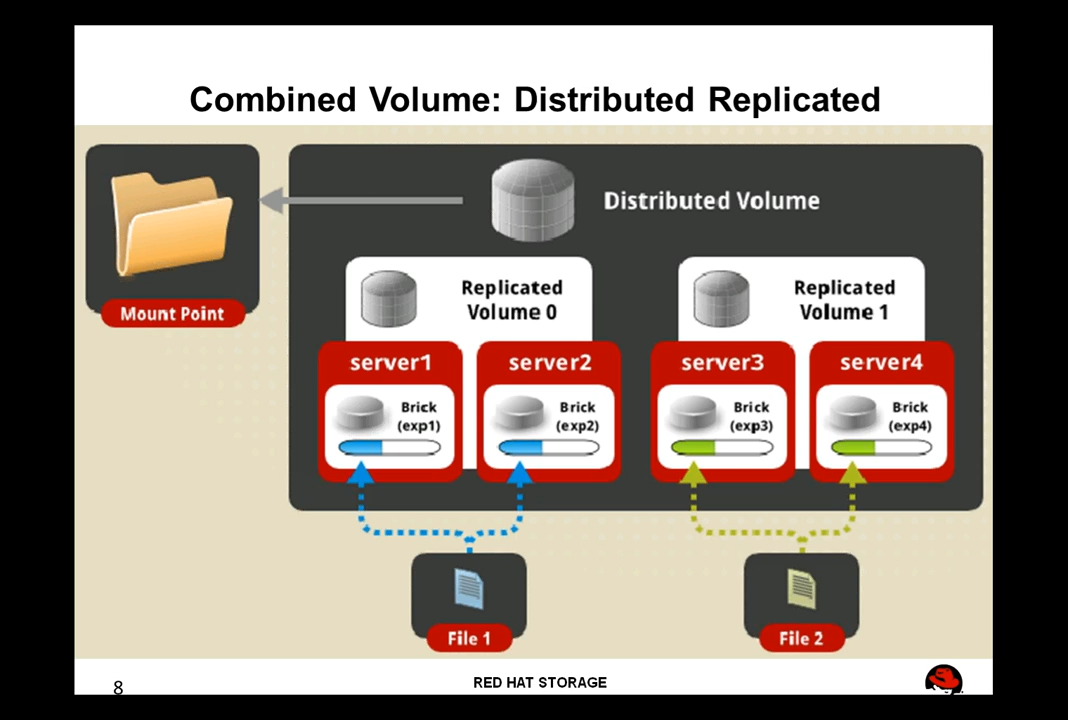 Combined Volume: Distributed Replicated
Mount Point
Distributed Volume
Replicated
Volume 0
Replicated
Volume 1
server1
server2
server3
server4
Brick
(exp1)
Brick
(exp2)
Brick
(exp3)
Brick
(exp4)
File 1
File 2
8
RED HAT STORAGE